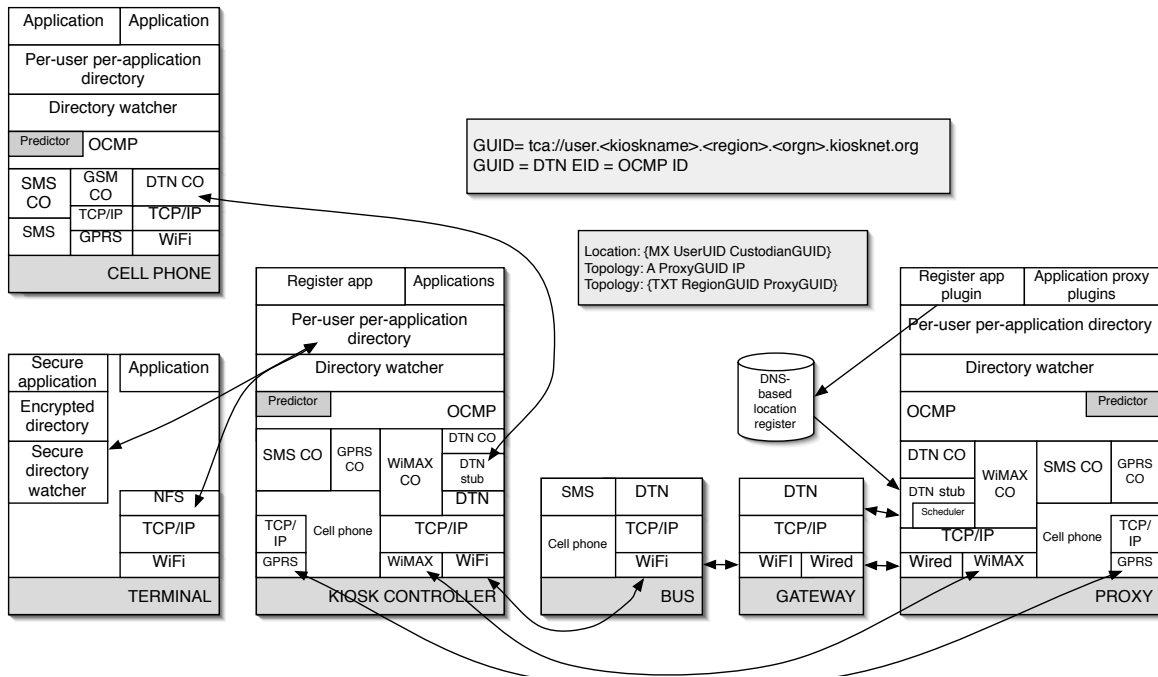 Application
Application
Per-user per-application
directory
Directory watcher
Predictor
OCMP
SMS
CO
GSM
CO
DTN CO
TCP/IP
TCP/IP
SMS
GPRS
WiFi
CELL PHONE
GUID= tca://user.<kioskname>.<region>.<orgn>.kiosknet.org
GUID = DTN EID = OCMP ID
Location: {MX UserUID CustodianGUID}
Topology: A ProxyGUID IP
Topology: {TXT RegionGUID ProxyGUID}
Secure
application
Application
Encrypted
directory
Secure
directory
watcher
NFS
TCP/IP
WiFi
TERMINAL
Register app
Applications
Per-user per-application
directory
Directory watcher
Predictor
OCMP
SMS CO
GPRS
CO
WiMAX
CO
DTN CO
DTN
stub
DTN
TCP/
IP
Cell phone
TCP/IP
GPRS
WiMAX
WiFi
KIOSK CONTROLLER
SMS
DTN
Cell phone
TCP/IP
WiFi
BUS
DNS-
based
location
register
DTN
TCP/IP
WiFI
Wired
GATEWAY
Register app
plugin
Application proxy
plugins
Per-user per-application directory
Directory watcher
Predictor
OCMP
DTN CO
WiMAX
CO
SMS CO
GPRS
CO
DTN stub
Scheduler
TCP/IP
Cell phone
TCP/
IP
Wired
WiMAX
GPRS
PROXY